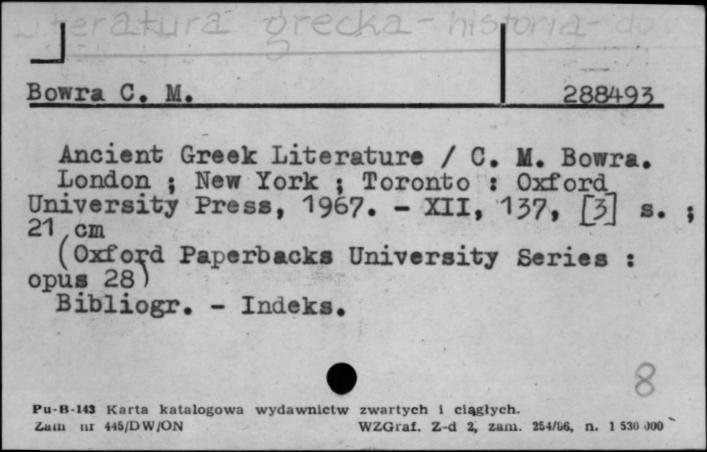 Literatura grecka - historia - do
Bowra C. M. 288493
Ancient Greek Literature / C. M. Bowra.
London ; New York ; Toronto : Oxford
University Press, 1967. - XII, 137, [3] s. ;
21 cm
(Oxford Paperbacks University Series :
opus 28)
Bibliogr. - Indeks.
8
Pu-B-143 Karta katalogowa wydawnictw zwartych i ciągłych.
Zam nr 445/DW/ON WZGraf. Z-d 2, zam. 254/66, n. 1 530 000